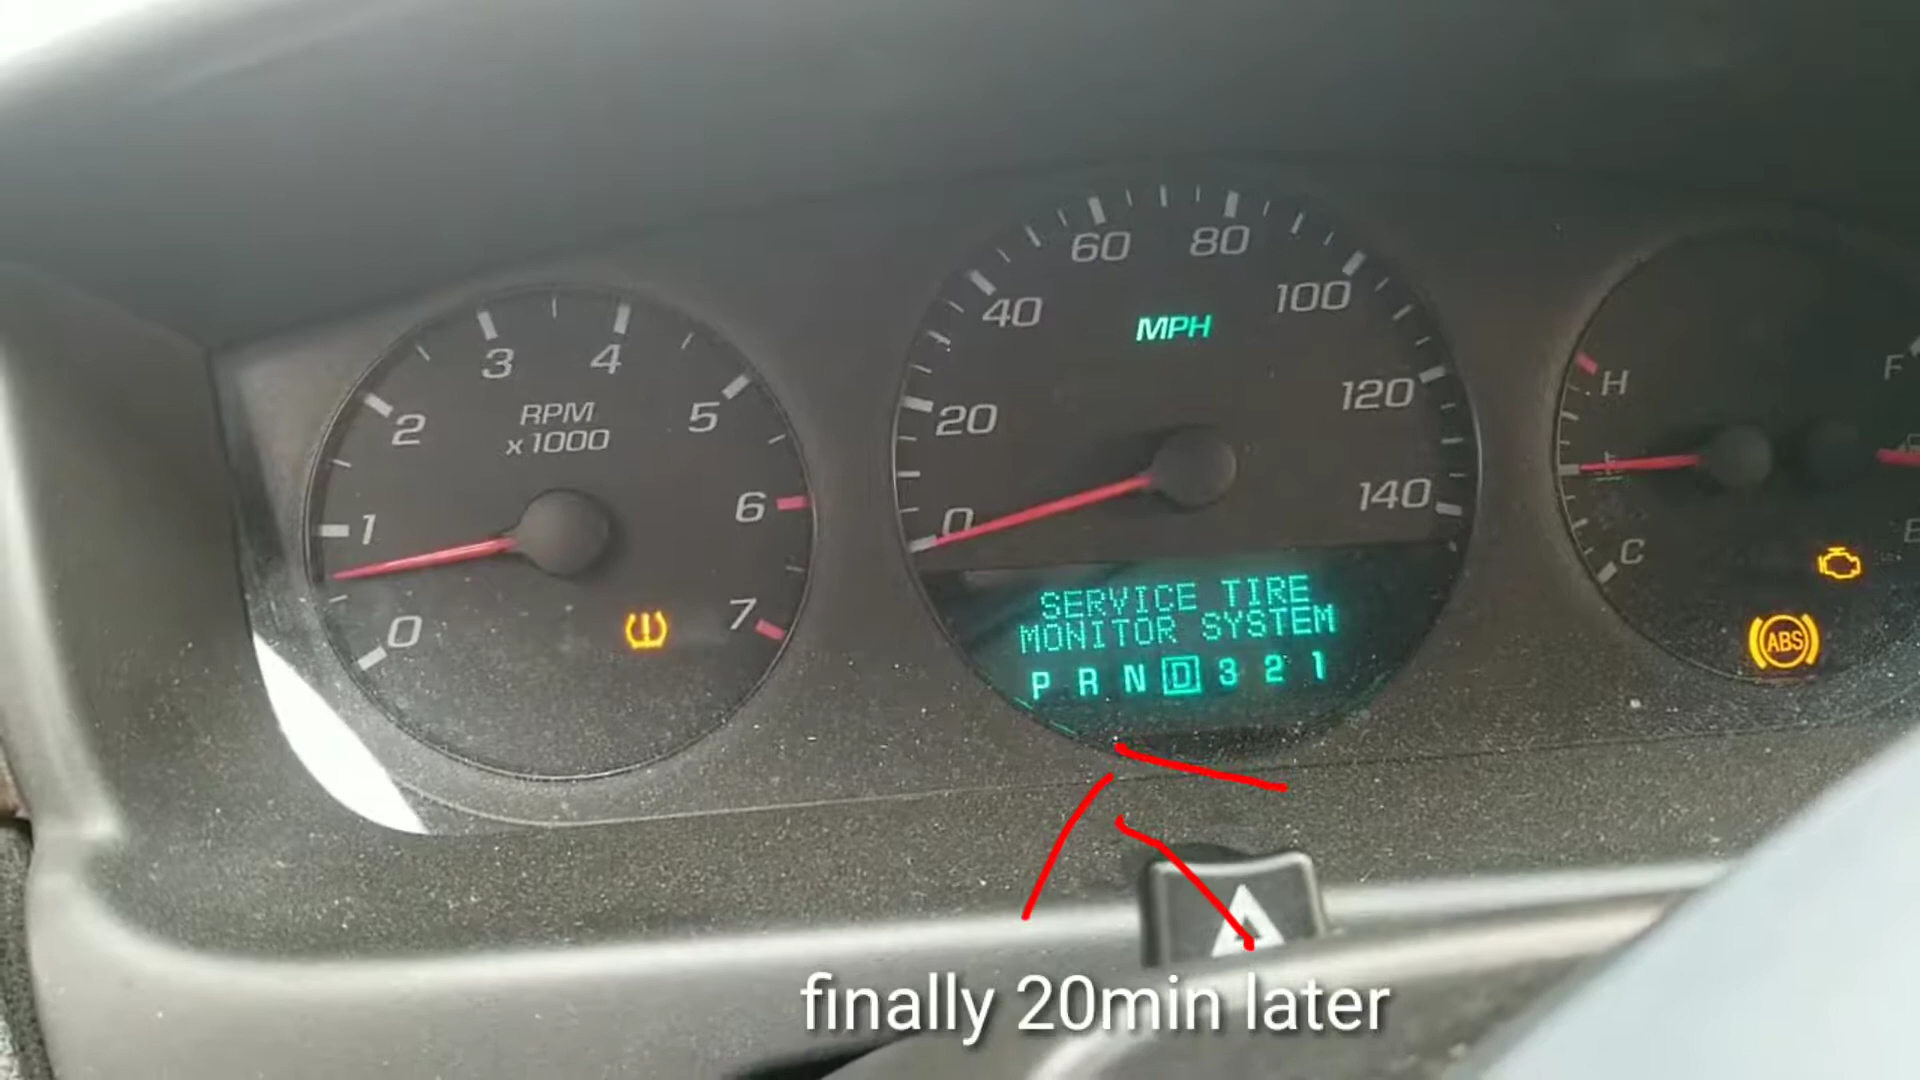 60 80
40 100
MPH
20 120
0 140
3 4
2 5
RPM
x1000
1 6
0 7
H F
C
SERVICE TIRE
MONITOR SYSTEM
P R N D 3 2 1
ABS
finally 20min later